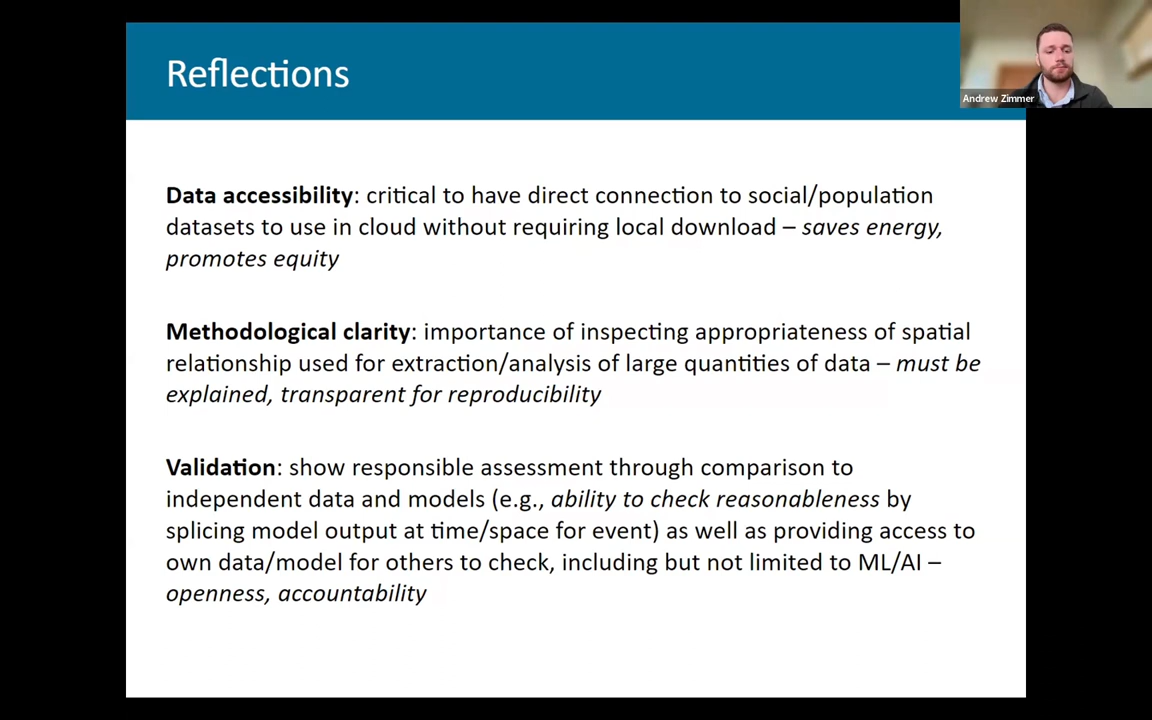 Reflections
Andrew Zimmer
Data accessibility: critical to have direct connection to social/population
datasets to use in cloud without requiring local download – saves energy,
promotes equity
Methodological clarity: importance of inspecting appropriateness of spatial
relationship used for extraction/analysis of large quantities of data – must be
explained, transparent for reproducibility
Validation: show responsible assessment through comparison to
independent data and models (e.g., ability to check reasonableness by
splicing model output at time/space for event) as well as providing access to
own data/model for others to check, including but not limited to ML/AI –
openness, accountability